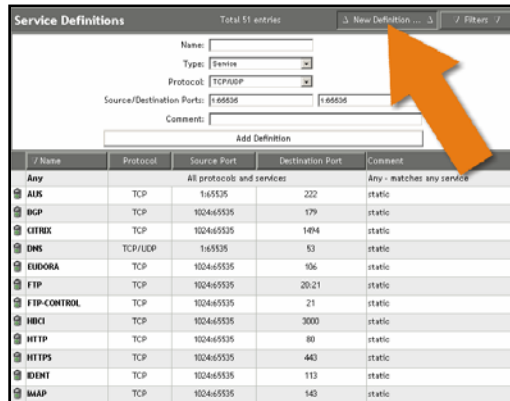 Service Definitions Total 51 entries New Definition ... Filters
Name:
Type: Service
Protocol: TCP/UDP
Source/Destination Ports: 1:65535 1:65535
Comment:
Add Definition
Name Protocol Source Port Destination Port Comment
Any All protocols and services Any - matches any service
AUS TCP 1:65535 222 static
BGP TCP 1024:65535 179 static
CITRIX TCP 1024:65535 1494 static
DNS TCP/UDP 1:65535 53 static
EUDORA TCP 1024:65535 106 static
FTP TCP 1024:65535 20:21 static
FTP-CONTROL TCP 1024:65535 21 static
HBCI TCP 1024:65535 3000 static
HTTP TCP 1024:65535 80 static
HTTPS TCP 1024:65535 443 static
IDENT TCP 1024:65535 113 static
IMAP TCP 1024:65535 143 static